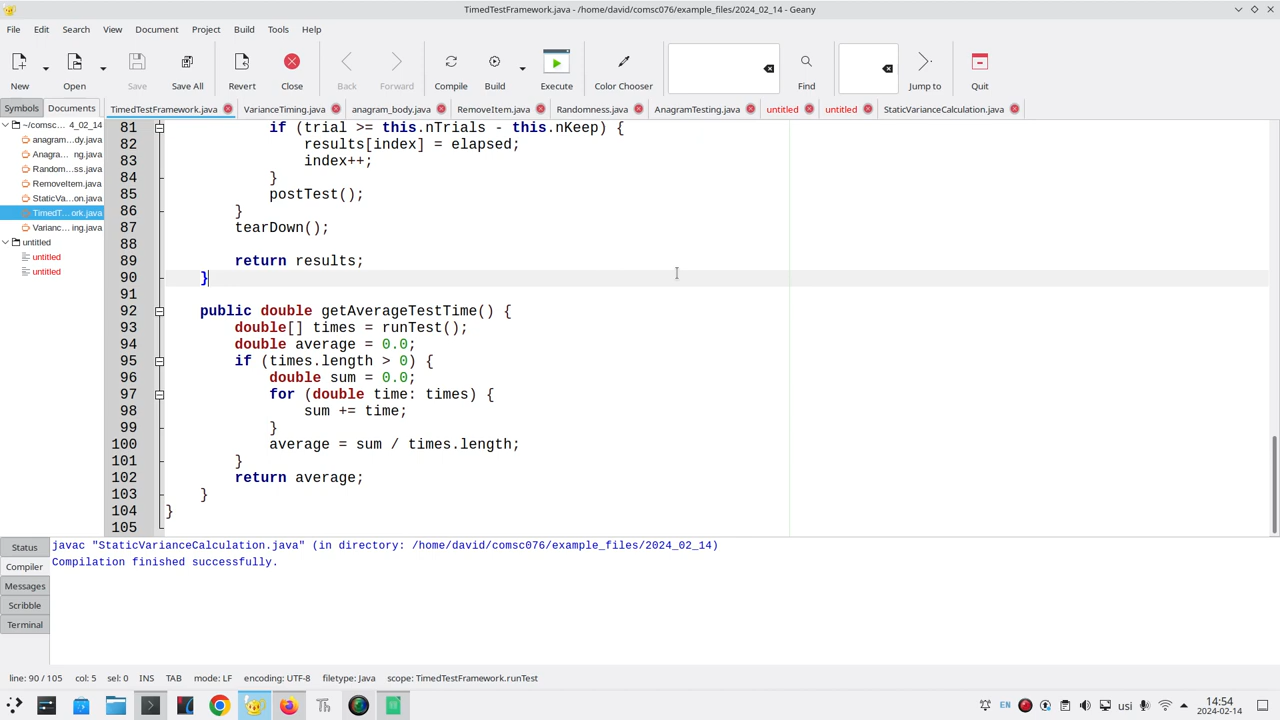 TimedTestFramework.java - /home/david/comsc076/example_files/2024_02_14 - Geany
File Edit Search View Document Project Build Tools Help
New Open Save Save All Revert Close Back Forward Compile Build Execute Color Chooser Find Jump to Quit
Symbols Documents TimedTestFramework.java VarianceTiming.java anagram_body.java RemoveItem.java Randomness.java AnagramTesting.java untitled untitled StaticVarianceCalculation.java
~/comsc... 4_02_14
anagram...dy.java
Anagra... ng.java
Random...ss.java
RemoveItem.java
StaticVa...on.java
TimedT...ork.java
Varianc...ing.java
untitled
untitled
untitled
81 if (trial >= this.nTrials - this.nKeep) {
82 results[index] = elapsed;
83 index++;
84 }
85 postTest();
86 }
87 tearDown();
88
89 return results;
90 }
91
92 public double getAverageTestTime() {
93 double[] times = runTest();
94 double average = 0.0;
95 if (times.length > 0) {
96 double sum = 0.0;
97 for (double time: times) {
98 sum += time;
99 }
100 average = sum / times.length;
101 }
102 return average;
103 }
104 }
105
Status
Compiler
Messages
Scribble
Terminal
javac "StaticVarianceCalculation.java" (in directory: /home/david/comsc076/example_files/2024_02_14)
Compilation finished successfully.
line: 90 / 105 col: 5 sel: 0 INS TAB mode: LF encoding: UTF-8 filetype: Java scope: TimedTestFramework.runTest
Th EN usi 14:54
2024-02-14